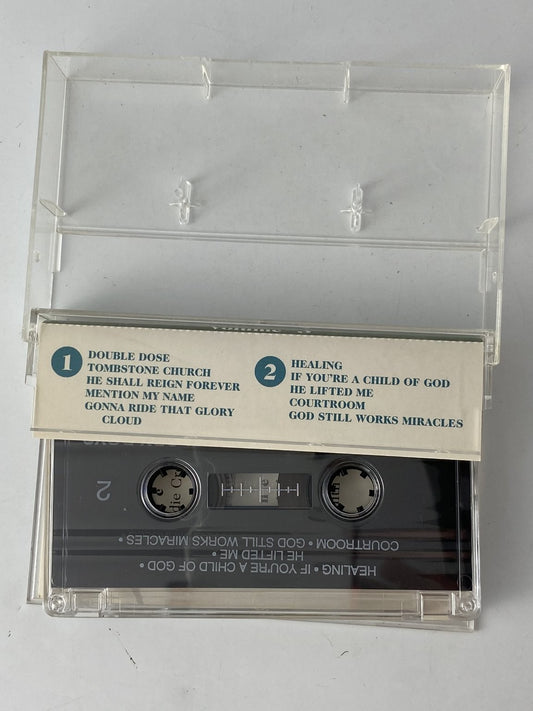 1
DOUBLE DOSE
TOMBSTONE CHURCH
HE SHALL REIGN FOREVER
MENTION MY NAME
GONNA RIDE THAT GLORY
CLOUD
2
HEALING
IF YOU'RE A CHILD OF GOD
HE LIFTED ME
COURTROOM
GOD STILL WORKS MIRACLES
2
HEALING • IF YOU'RE A CHILD OF GOD •
HE LIFTED ME •
COURTROOM • GOD STILL WORKS MIRACLES